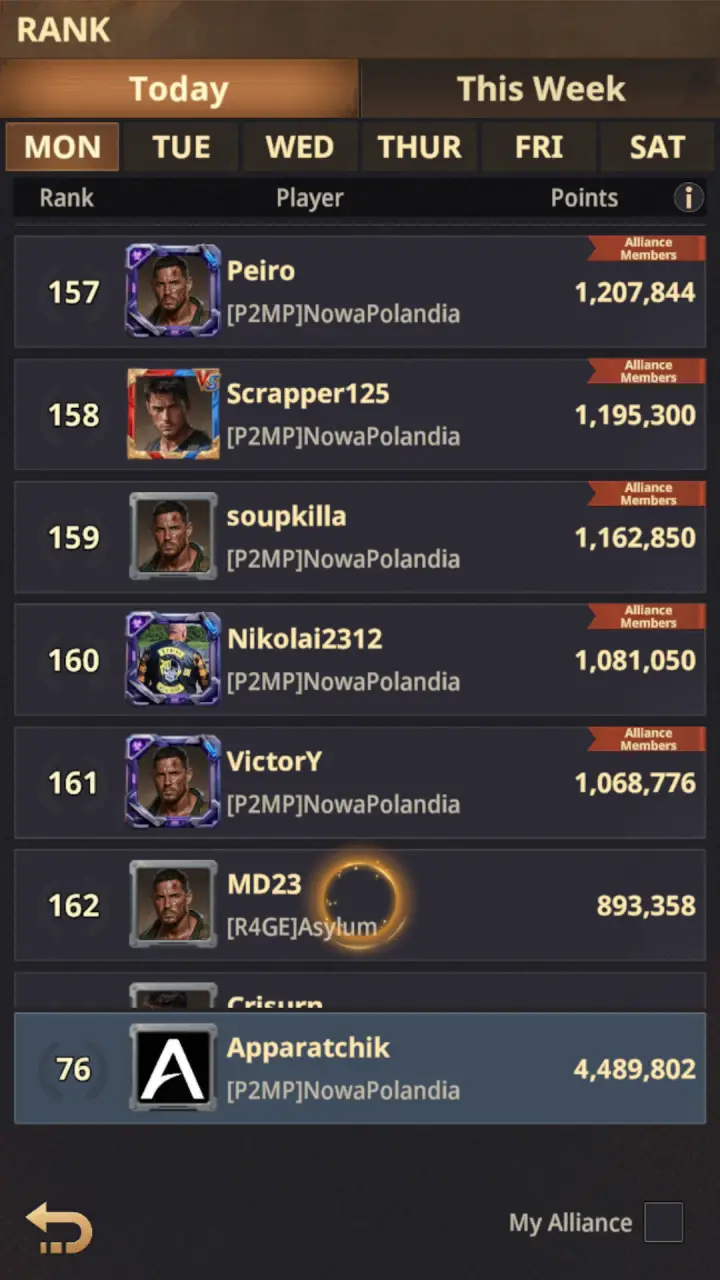 RANK
Today
This Week
MON
TUE
WED
THUR
FRI
SAT
Rank
Player
Points
157
Peiro
[P2MP]NowaPolandia
Alliance
Members
1,207,844
158
VS
Scrapper125
[P2MP]NowaPolandia
Alliance
Members
1,195,300
159
soupkilla
[P2MP]NowaPolandia
Alliance
Members
1,162,850
160
Nikolai2312
[P2MP]NowaPolandia
Alliance
Members
1,081,050
161
VictorY
[P2MP]NowaPolandia
Alliance
Members
1,068,776
162
MD23
[R4GE]Asylum
893,358
Crisurn
76
A
Apparatchik
[P2MP]NowaPolandia
4,489,802
My Alliance